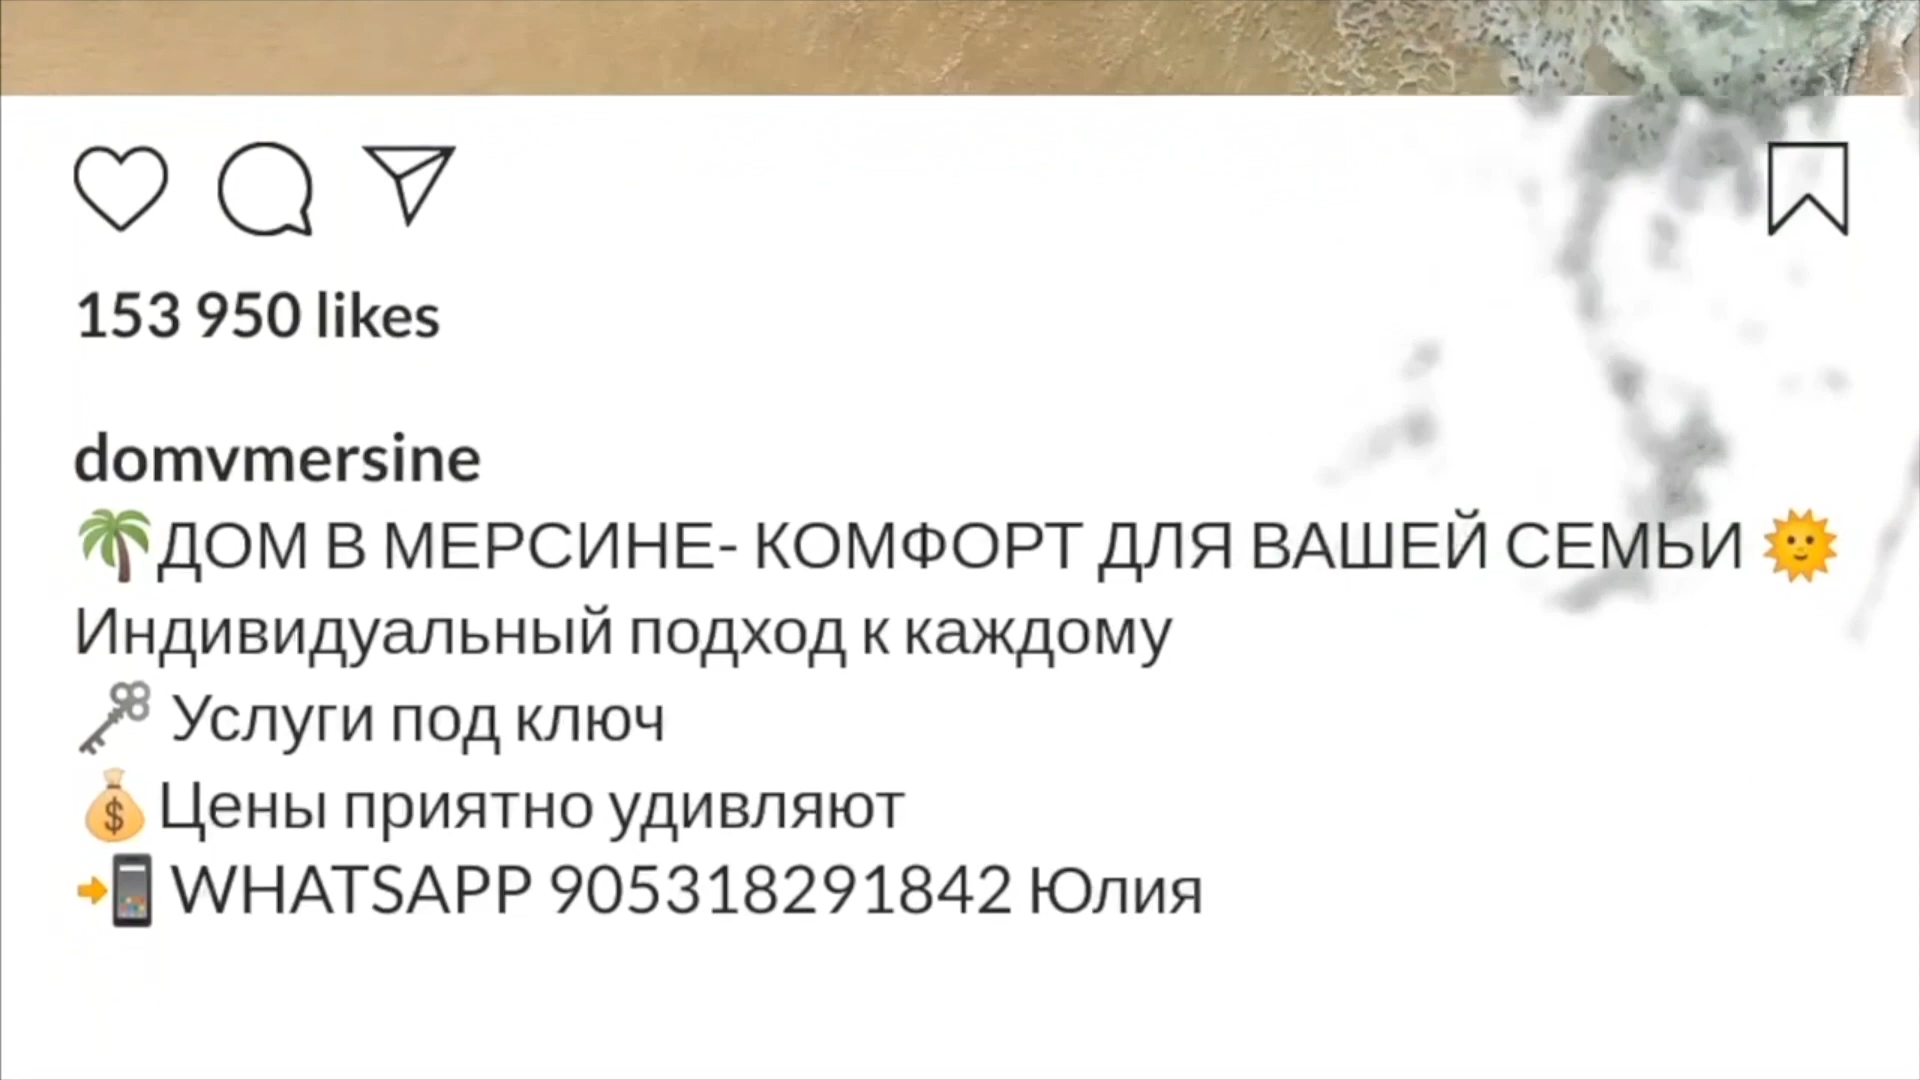 153 950 likes
domvmersine
🌴ДОМ В МЕРСИНЕ- КОМФОРТ ДЛЯ ВАШЕЙ СЕМЬИ 🌞
Индивидуальный подход к каждому
🗝 Услуги под ключ
💰Цены приятно удивляют
📲 WHATSAPP 905318291842 Юлия